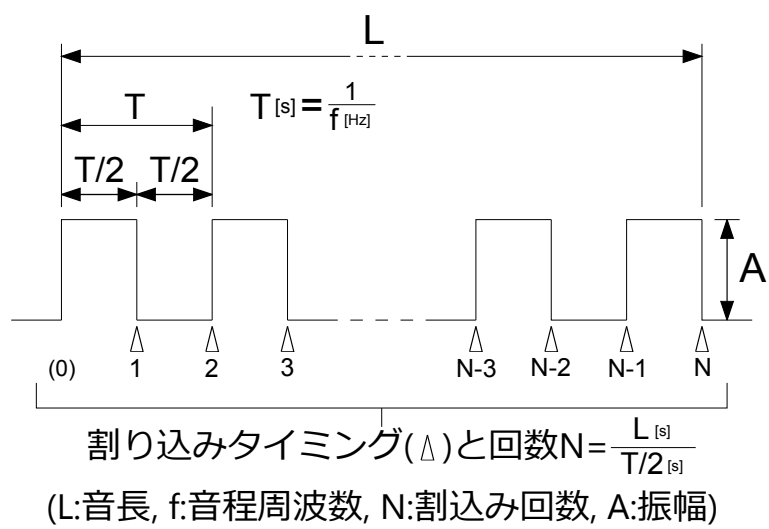 L
T
T[s]=1/f[Hz]
T/2 T/2
A
(0) 1 2 3 N-3 N-2 N-1 N
割り込みタイミング(△)と回数N=L[s]/T/2[s]
(L:音長, f:音程周波数, N:割込み回数, A:振幅)